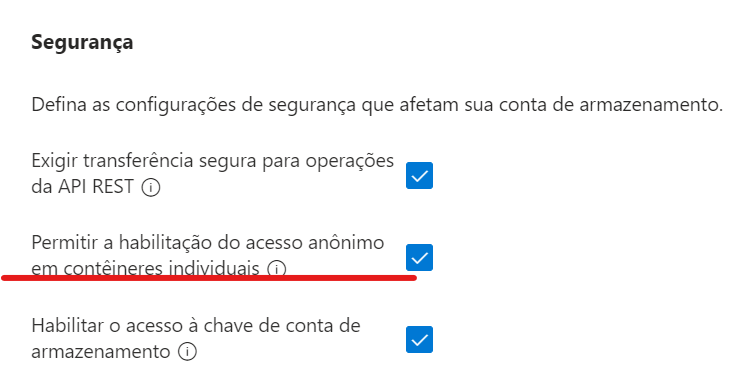 Segurança
Defina as configurações de segurança que afetam sua conta de armazenamento.
Exigir transferência segura para operações
da API REST
Permitir a habilitação do acesso anônimo
em contêineres individuais
Habilitar o acesso à chave de conta de
armazenamento